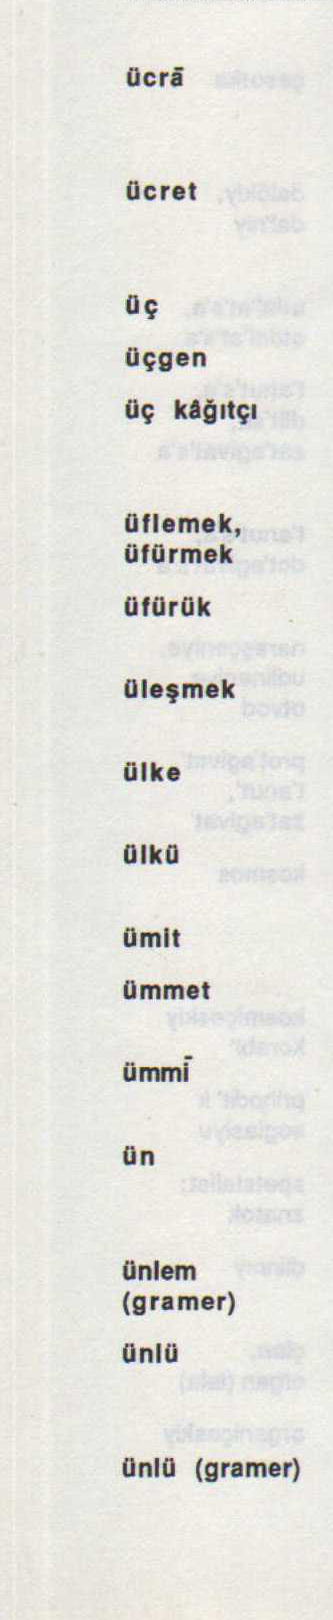 ücrā
ücret
üç
üçgen
üç kâğıtçı
üflemek,
üfürmek
üfürük
üleşmek
ülke
ülkü
ümit
ümmet
ümmī
ün
ünlem
(gramer)
ünlü
ünlü (gramer)